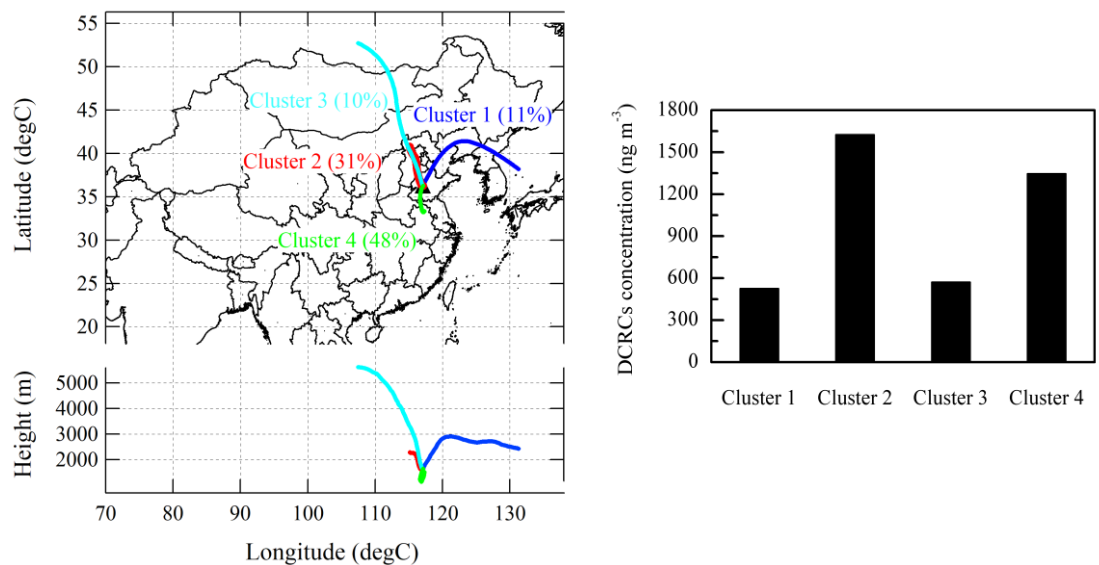 55
50
45
40
35
30
25
20
Latitude (degC)
Cluster 3 (10%)
Cluster 1 (11%)
Cluster 2 (31%)
Cluster 4 (48%)
5000
4000
3000
2000
Height (m)
70 80 90 100 110 120 130
Longitude (degC)
1800
1500
1200
900
600
300
0
DCRCs concentration (ng m⁻³)
Cluster 1 Cluster 2 Cluster 3 Cluster 4